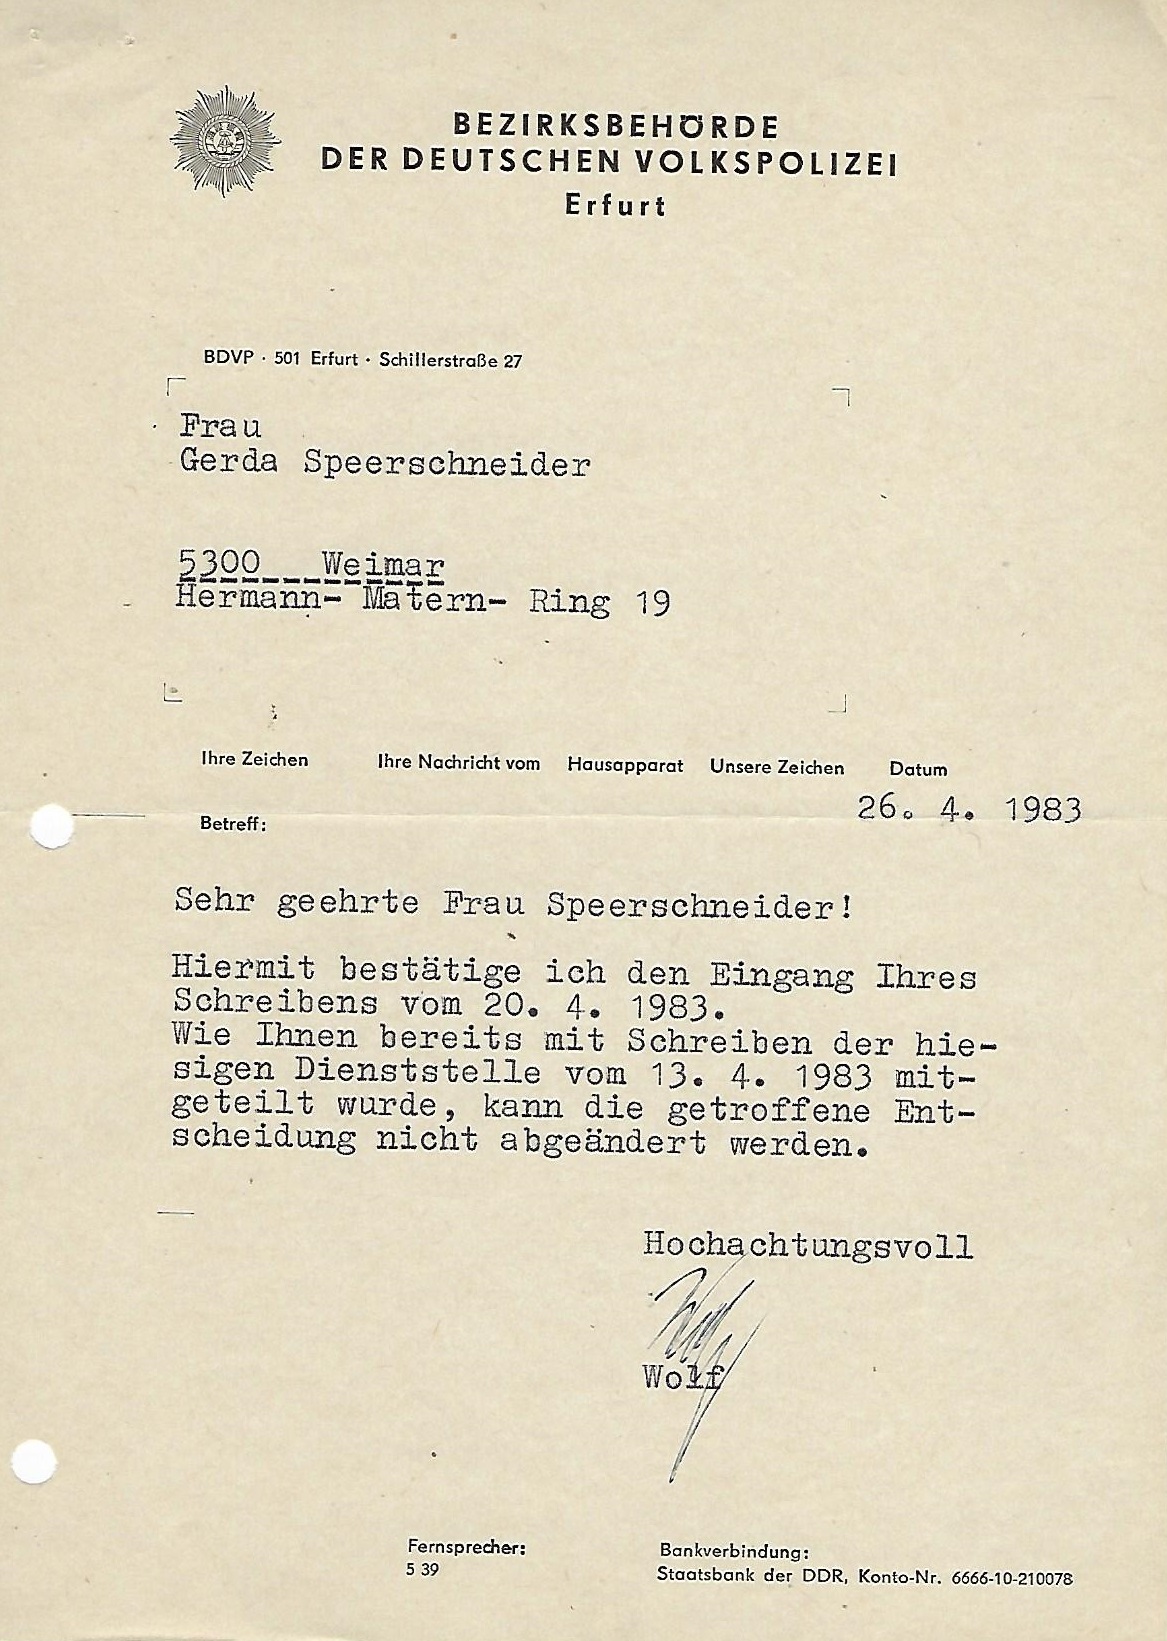 BEZIRKSBEHÖRDE
DER DEUTSCHEN VOLKSPOLIZEI
Erfurt
BDVP · 501 Erfurt · Schillerstraße 27
Frau
Gerda Speerschneider
5300 Weimar
Hermann- Matern- Ring 19
Ihre Zeichen Ihre Nachricht vom Hausapparat Unsere Zeichen Datum
26. 4. 1983
Betreff:
Sehr geehrte Frau Speerschneider!
Hiermit bestätige ich den Eingang Ihres
Schreibens vom 20. 4. 1983.
Wie Ihnen bereits mit Schreiben der hie-
sigen Dienststelle vom 13. 4. 1983 mit-
geteilt wurde, kann die getroffene Ent-
scheidung nicht abgeändert werden.
Hochachtungsvoll
Wolf
Fernsprecher:
5 39
Bankverbindung:
Staatsbank der DDR, Konto-Nr. 6666-10-210078